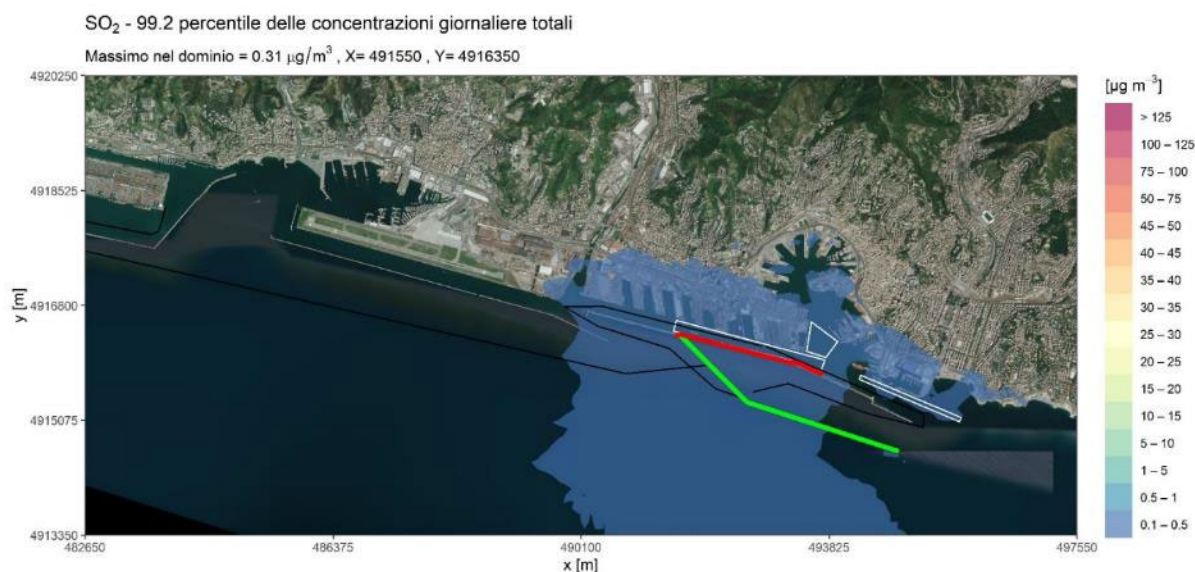 SO₂ - 99.2 percentile delle concentrazioni giornaliere totali
Massimo nel dominio = 0.31 μg/m³ , X= 491550 , Y= 4916350
[μg m⁻³]
> 125
100 – 125
75 – 100
50 – 75
45 – 50
40 – 45
35 – 40
30 – 35
25 – 30
20 – 25
15 – 20
10 – 15
5 – 10
1 – 5
0.5 – 1
0.1 – 0.5
y [m]
4920250
4918525
4916800
4915075
4913350
482650
486375
490100
493825
497550
x [m]